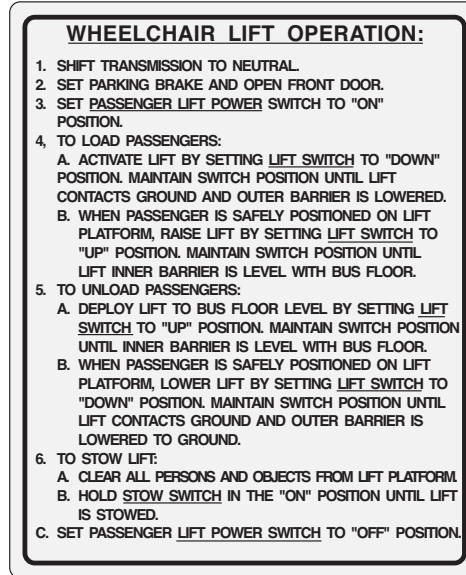 WHEELCHAIR LIFT OPERATION:
1. SHIFT TRANSMISSION TO NEUTRAL.
2. SET PARKING BRAKE AND OPEN FRONT DOOR.
3. SET PASSENGER LIFT POWER SWITCH TO "ON"
POSITION.
4, TO LOAD PASSENGERS:
A. ACTIVATE LIFT BY SETTING LIFT SWITCH TO "DOWN"
POSITION. MAINTAIN SWITCH POSITION UNTIL LIFT
CONTACTS GROUND AND OUTER BARRIER IS LOWERED.
B. WHEN PASSENGER IS SAFELY POSITIONED ON LIFT
PLATFORM, RAISE LIFT BY SETTING LIFT SWITCH TO
"UP" POSITION. MAINTAIN SWITCH POSITION UNTIL
LIFT INNER BARRIER IS LEVEL WITH BUS FLOOR.
5. TO UNLOAD PASSENGERS:
A. DEPLOY LIFT TO BUS FLOOR LEVEL BY SETTING LIFT
SWITCH TO "UP" POSITION. MAINTAIN SWITCH POSITION
UNTIL INNER BARRIER IS LEVEL WITH BUS FLOOR.
B. WHEN PASSENGER IS SAFELY POSITIONED ON LIFT
PLATFORM, LOWER LIFT BY SETTING LIFT SWITCH TO
"DOWN" POSITION. MAINTAIN SWITCH POSITION UNTIL
LIFT CONTACTS GROUND AND OUTER BARRIER IS
LOWERED TO GROUND.
6. TO STOW LIFT:
A. CLEAR ALL PERSONS AND OBJECTS FROM LIFT PLATFORM.
B. HOLD STOW SWITCH IN THE "ON" POSITION UNTIL LIFT
IS STOWED.
C. SET PASSENGER LIFT POWER SWITCH TO "OFF" POSITION.